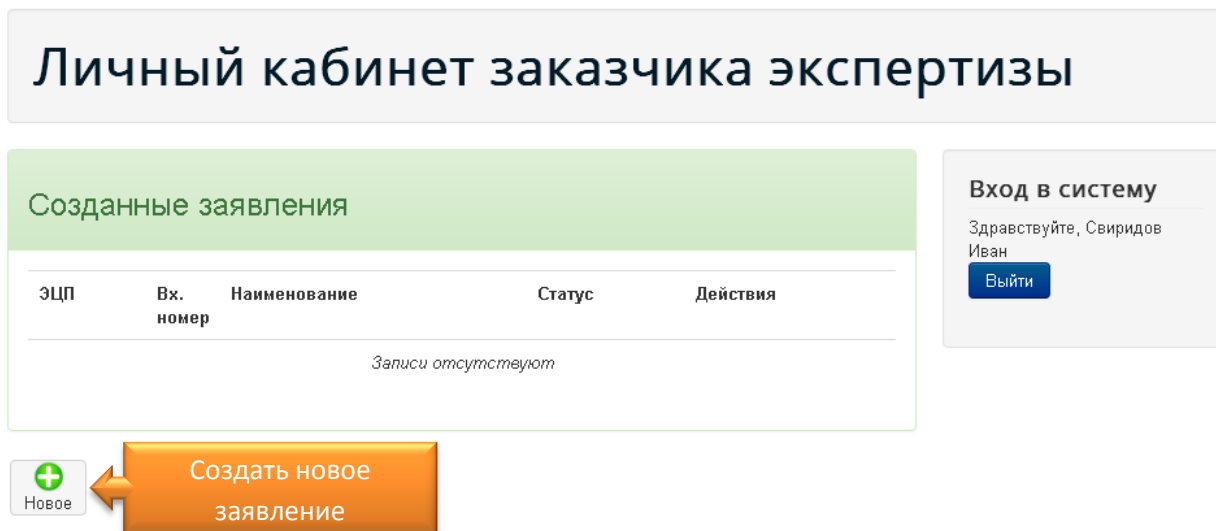 Личный кабинет заказчика экспертизы
Созданные заявления
ЭЦП Вх. Наименование Статус Действия
номер
Записи отсутствуют
Вход в систему
Здравствуйте, Свиридов
Иван
Выйти
Новое
Создать новое
заявление